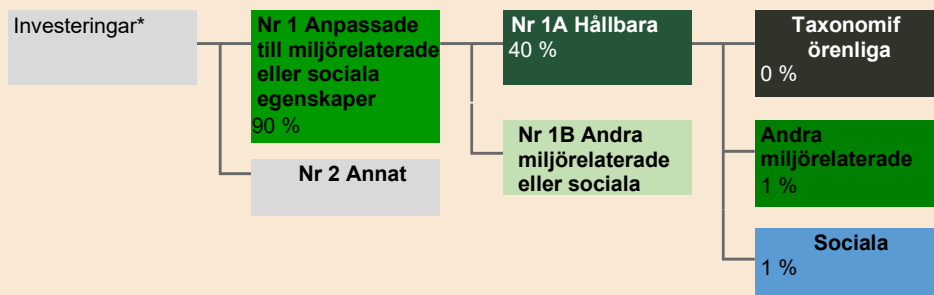 Investeringar*
Nr 1 Anpassade
till miljörelaterade
eller sociala
egenskaper
90 %
Nr 2 Annat
Nr 1A Hållbara
40 %
Nr 1B Andra
miljörelaterade
eller sociala
Taxonomif
örenliga
0 %
Andra
miljörelaterade
1 %
Sociala
1 %